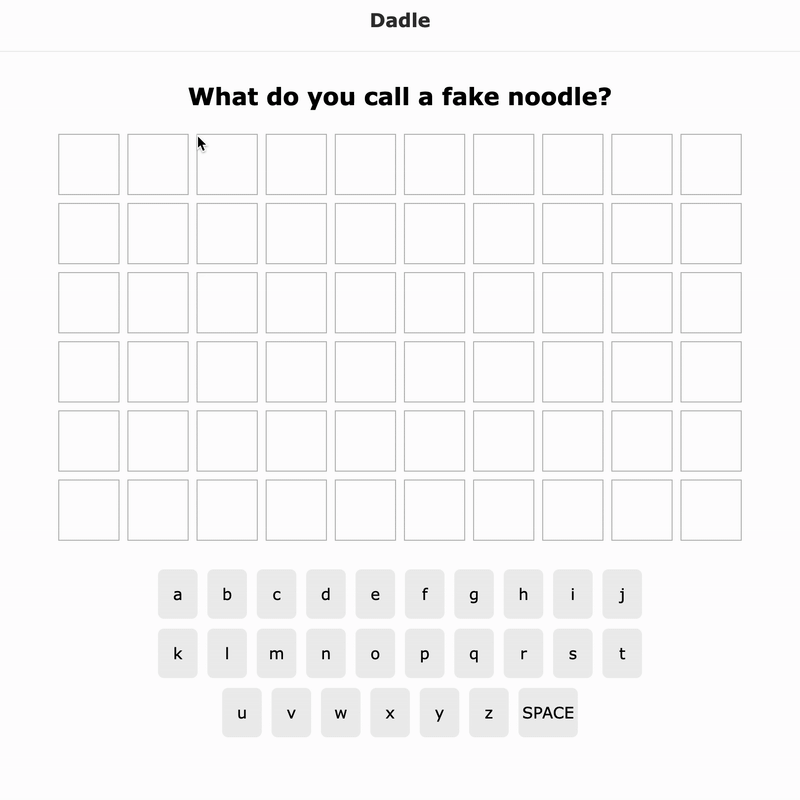 Dadle
What do you call a fake noodle?
a b c d e f g h i j
k l m n o p q r s t
u v w x y z SPACE